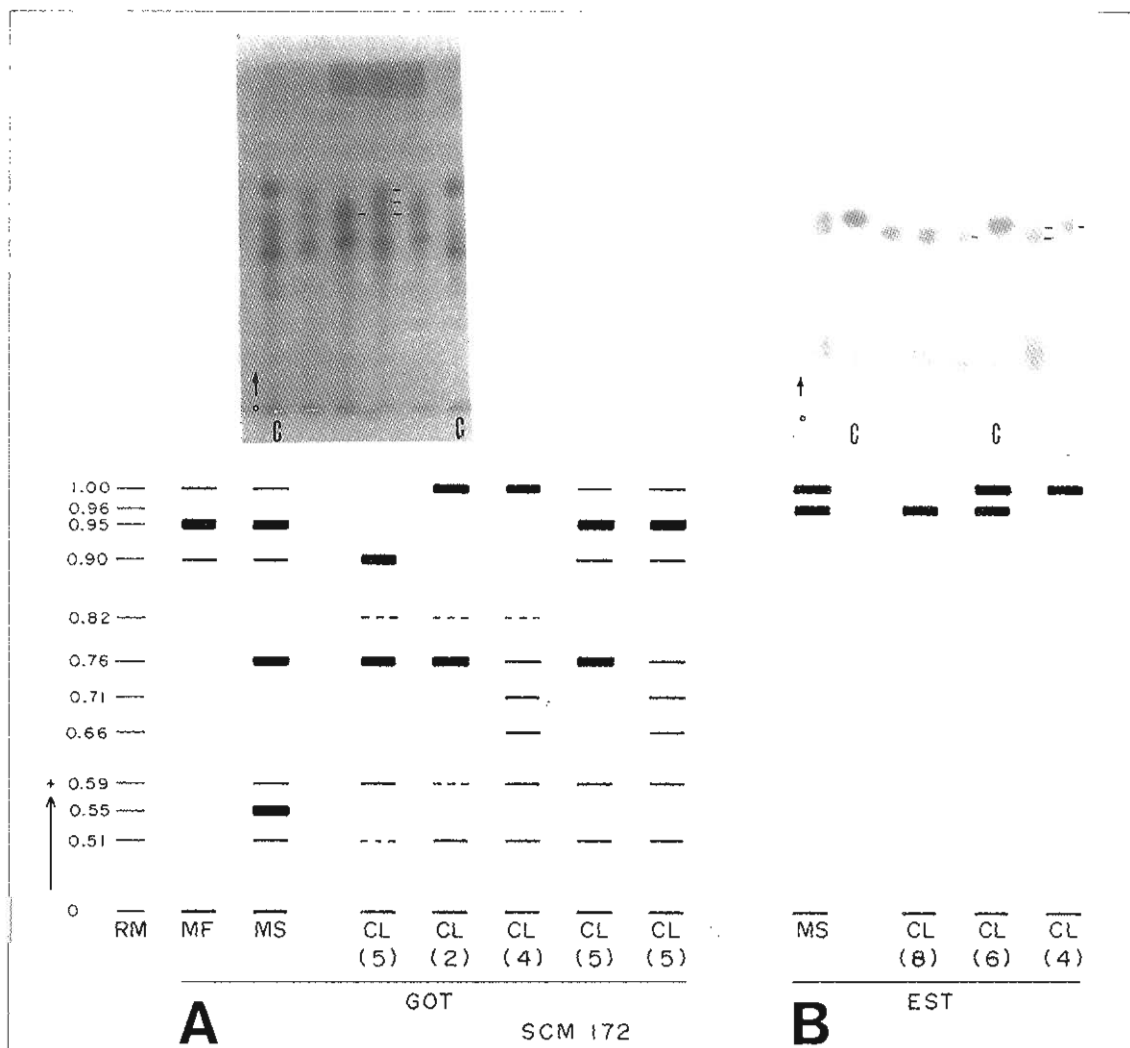 C C
C C
1.00
0.96
0.95
0.90
0.82
0.76
0.71
0.66
+ 0.59
0.55
0.51
0
RM MF MS CL CL CL CL CL MS CL CL CL
(5) (2) (4) (5) (5) (8) (6) (4)
GOT EST
A SCM 172 B